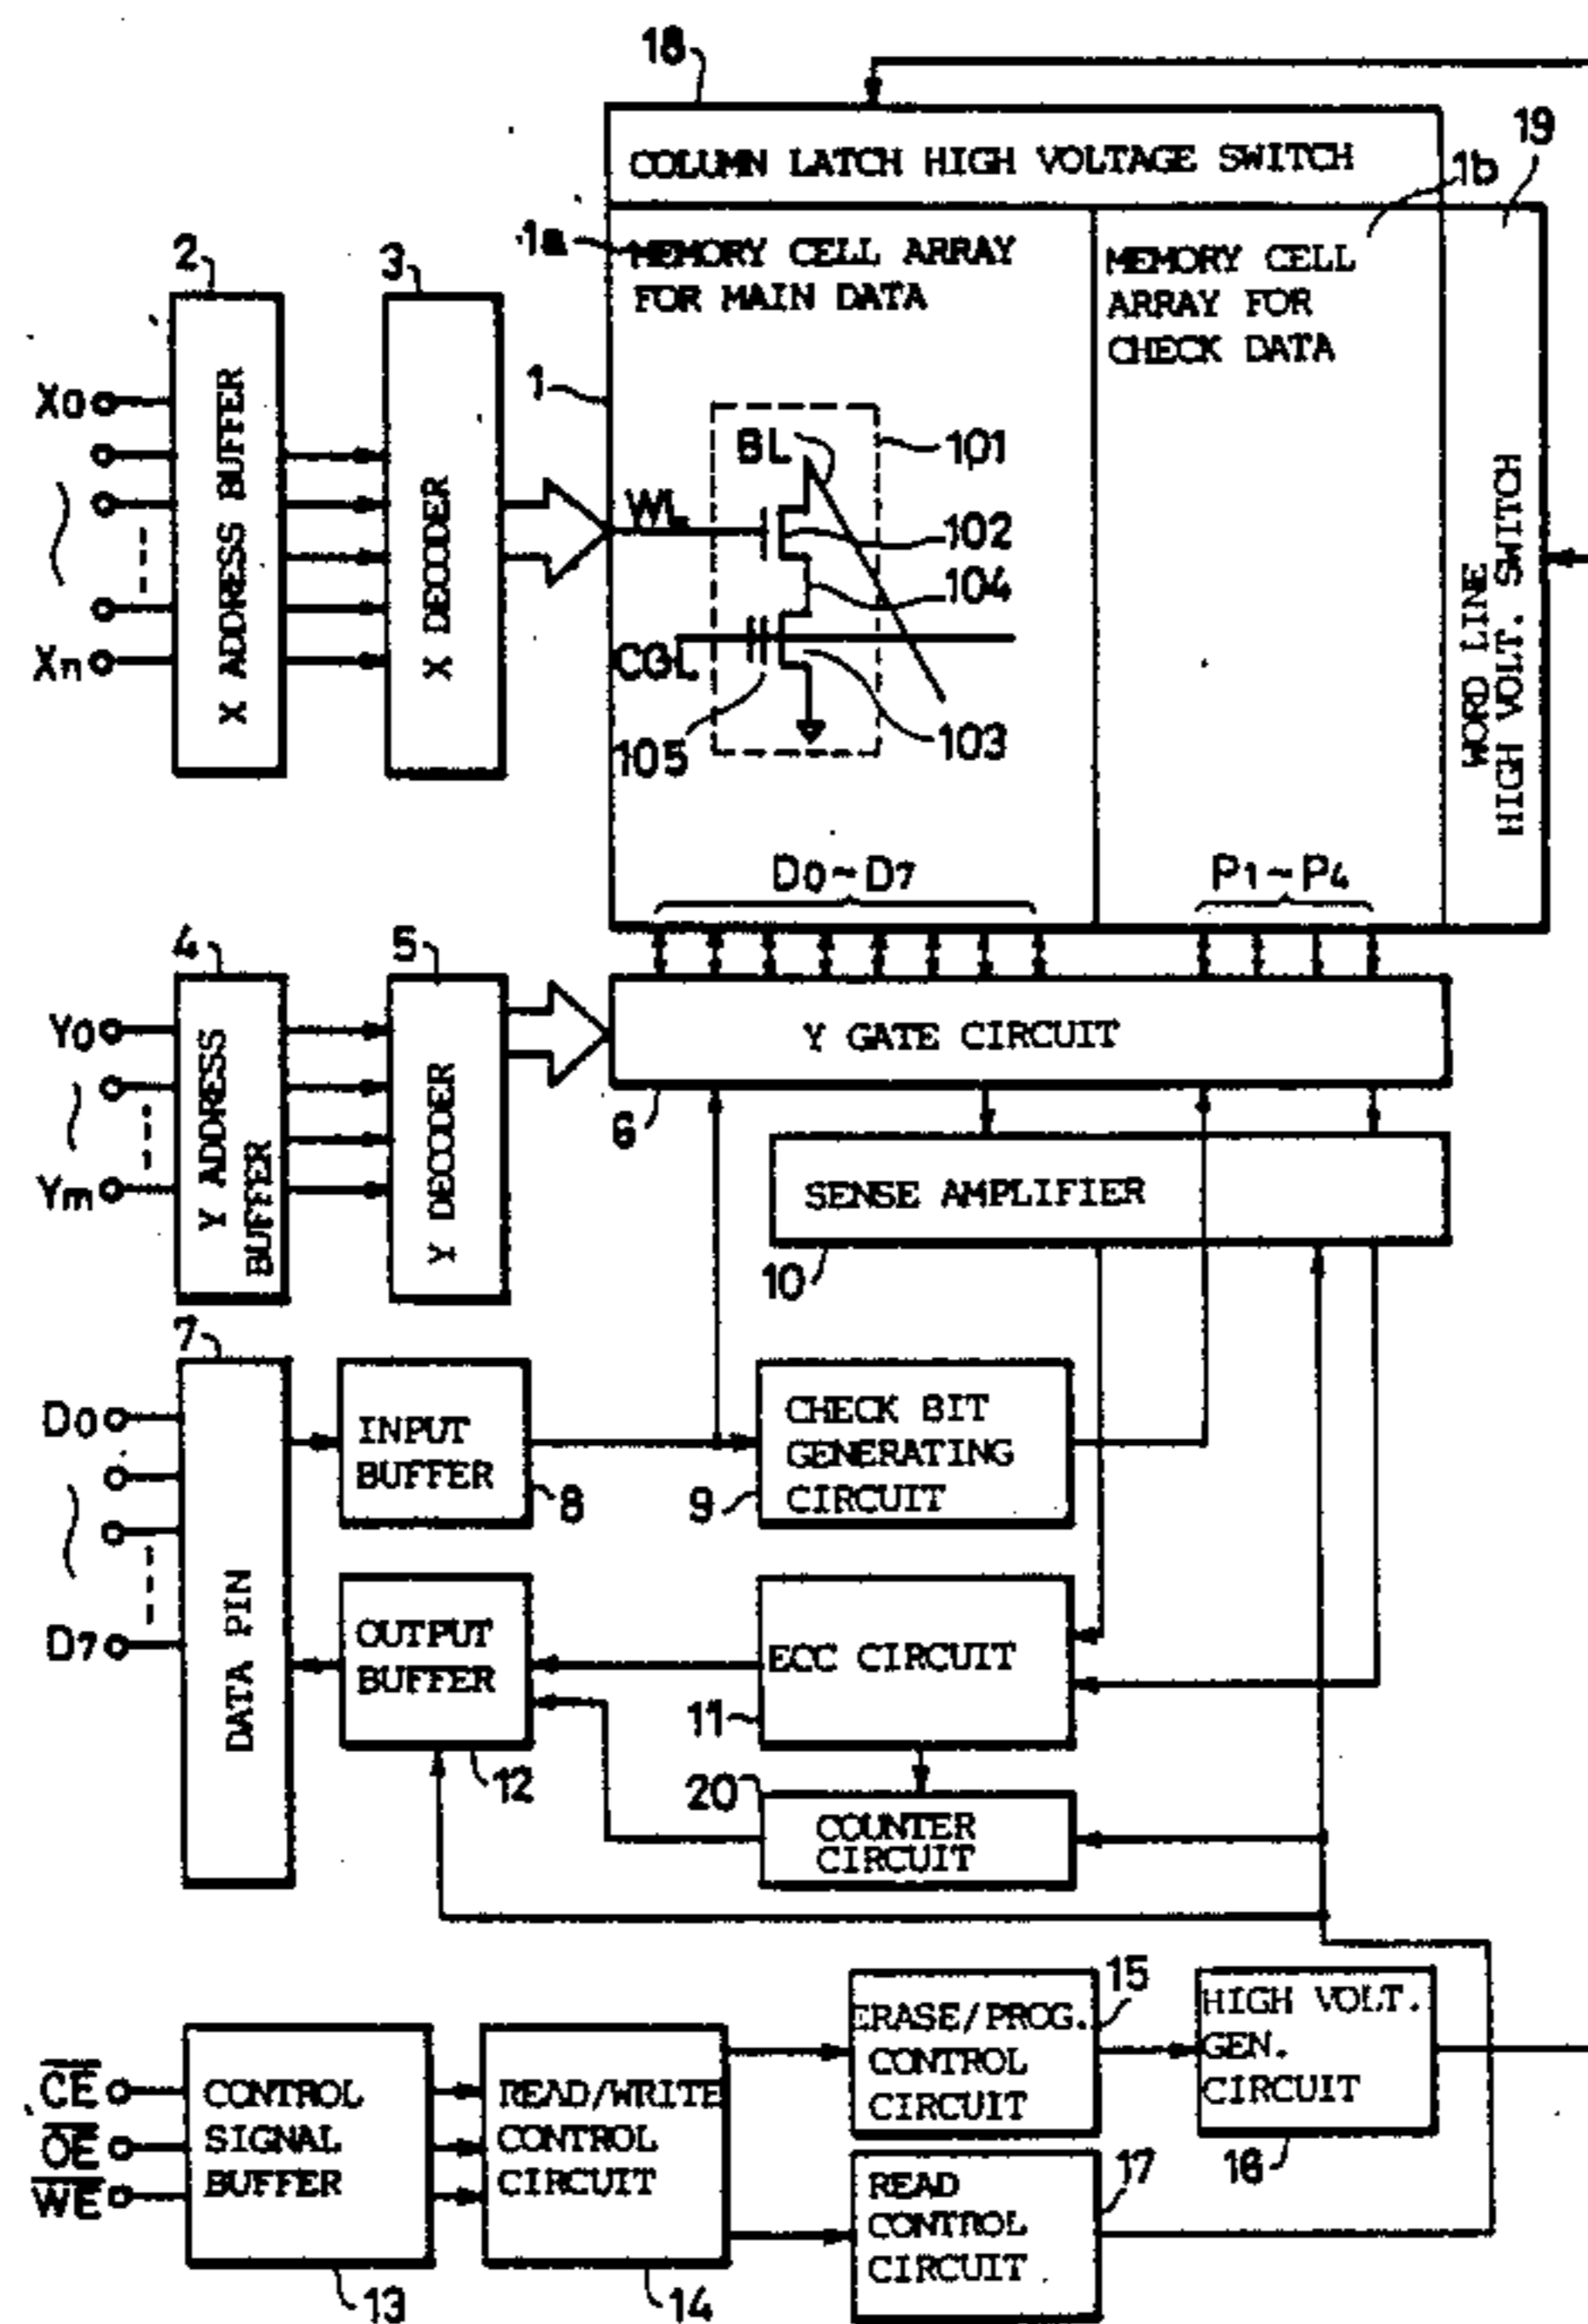 18
COLUMN LATCH HIGH VOLTAGE SWITCH
19
1b
1a
MEMORY CELL ARRAY
FOR MAIN DATA
MEMORY CELL
ARRAY FOR
CHECK DATA
2
3
X0
Xn
X ADDRESS BUFFER
X DECODER
1
BL
101
WL
102
104
CGL
105
103
WORD LINE
HIGH VOLT. SWITCH
D0~D7
P1~P4
4
5
Y0
Ym
Y ADDRESS
BUFFER
Y DECODER
Y GATE CIRCUIT
6
SENSE AMPLIFIER
10
7
D0
D7
DATA PIN
INPUT
BUFFER
8
CHECK BIT
GENERATING
CIRCUIT
9
OUTPUT
BUFFER
12
ECC CIRCUIT
11
20
COUNTER
CIRCUIT
CE
OE
WE
CONTROL
SIGNAL
BUFFER
13
READ/WRITE
CONTROL
CIRCUIT
14
ERASE/PROG.
CONTROL
CIRCUIT
15
HIGH VOLT.
GEN.
CIRCUIT
16
READ
CONTROL
CIRCUIT
17